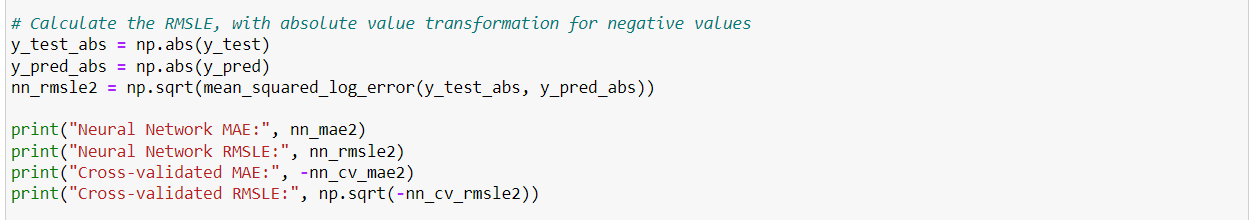 # Calculate the RMSLE, with absolute value transformation for negative values
y_test_abs = np.abs(y_test)
y_pred_abs = np.abs(y_pred)
nn_rmsle2 = np.sqrt(mean_squared_log_error(y_test_abs, y_pred_abs))
print("Neural Network MAE:", nn_mae2)
print("Neural Network RMSLE:", nn_rmsle2)
print("Cross-validated MAE:", -nn_cv_mae2)
print("Cross-validated RMSLE:", np.sqrt(-nn_cv_rmsle2))